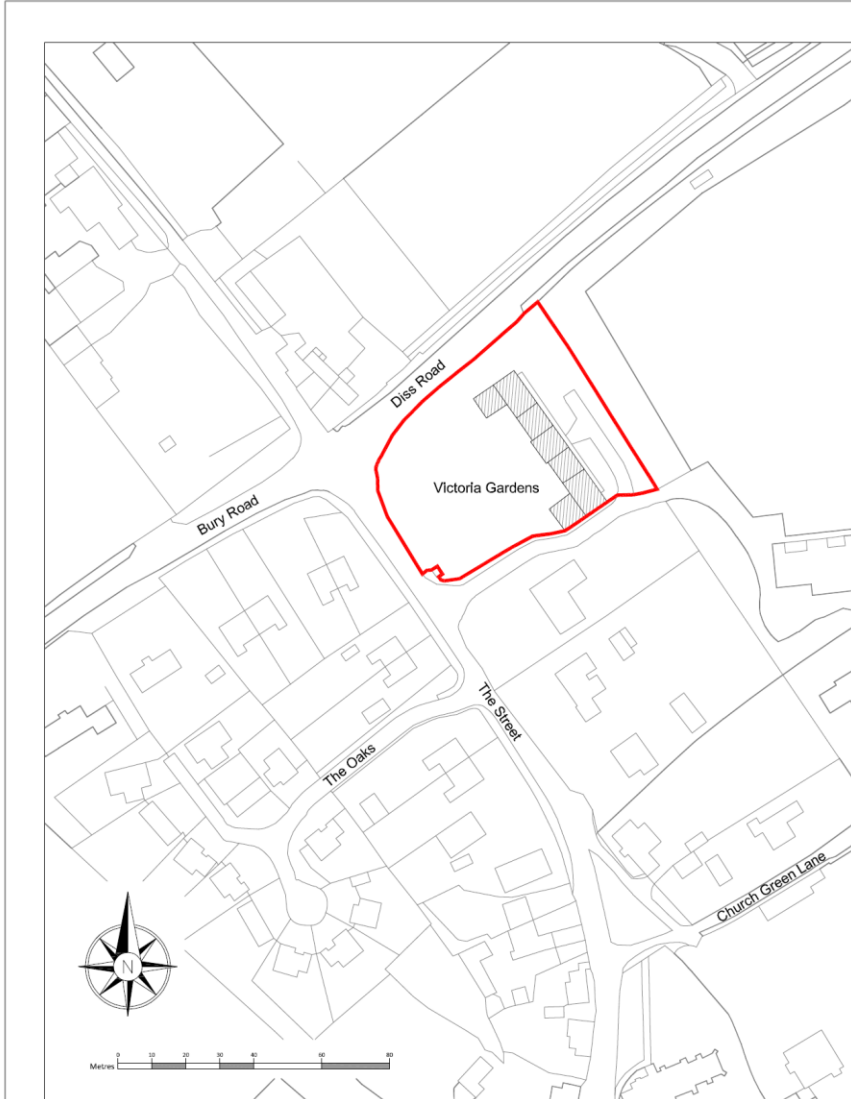 Diss Road
Victoria Gardens
Bury Road
The Street
The Oaks
Church Green Lane
N
Metres 0 10 20 30 40 60 80